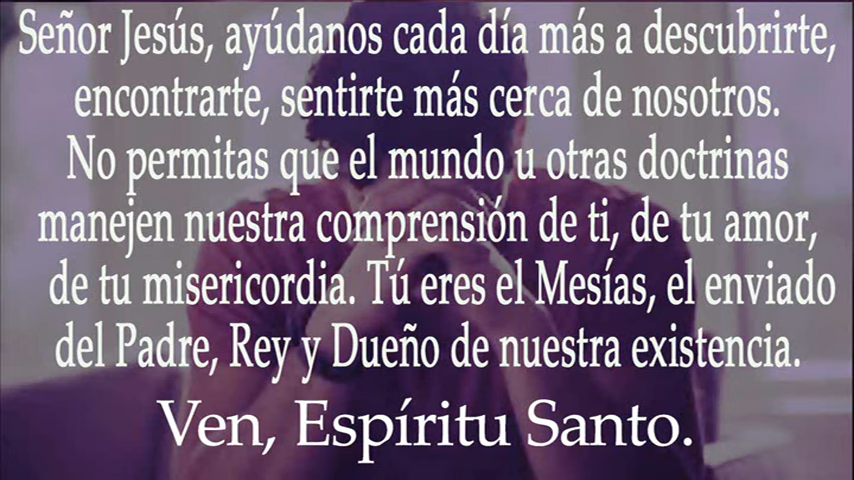 Señor Jesús, ayúdanos cada día más a descubrirte,
encontrarte, sentirte más cerca de nosotros.
No permitas que el mundo u otras doctrinas
manejen nuestra comprensión de ti, de tu amor,
de tu misericordia. Tú eres el Mesías, el enviado
del Padre, Rey y Dueño de nuestra existencia.
Ven, Espíritu Santo.